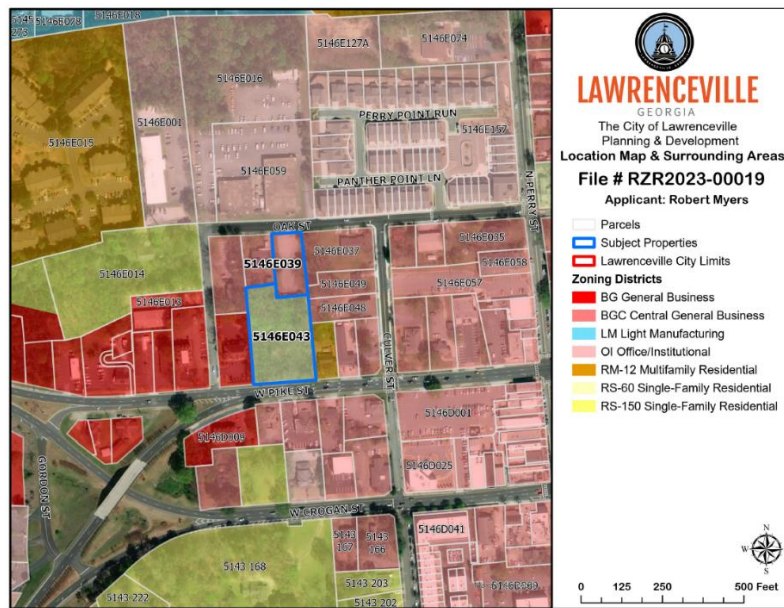 5145 273
5146E028
5146E018
5146E127A
5146E024
5146E016
5146E001
5146E015
PERRY POINT RUN
5146E157
5146E059
PANTHER POINT LN
N PERRY ST
OAK ST
5146E014
5146E039
5146E037
5146E035
5146E058
5146E049
5146E057
5146E048
5146E043
CULVER ST
W PIKE ST
5146D001
5146D009
5146D025
GORDON ST
W CROGAN ST
5143 168
5143 167
5143 166
5146D041
5143 203
5143 222
5143 202
LAWRENCEVILLE
GEORGIA
The City of Lawrenceville
Planning & Development
Location Map & Surrounding Areas
File # RZR2023-00019
Applicant: Robert Myers
Parcels
Subject Properties
Lawrenceville City Limits
Zoning Districts
BG General Business
BGC Central General Business
LM Light Manufacturing
OI Office/Institutional
RM-12 Multifamily Residential
RS-60 Single-Family Residential
RS-150 Single-Family Residential
N
W
E
S
0 125 250 500 Feet